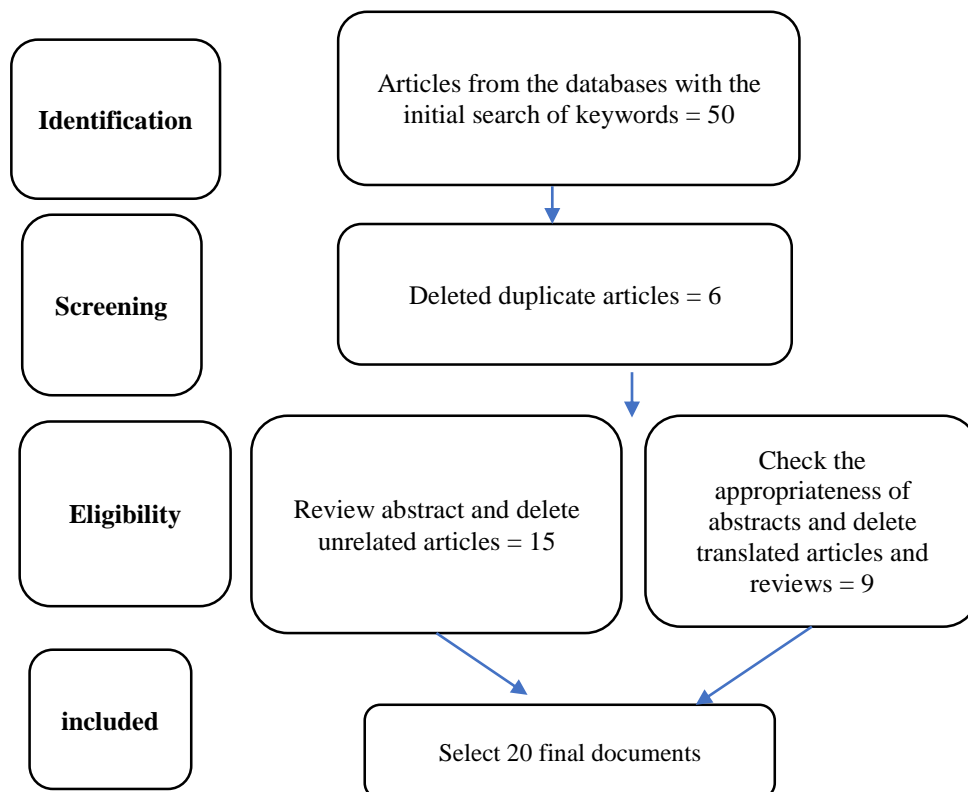 Identification
Articles from the databases with the
initial search of keywords = 50
Screening
Deleted duplicate articles = 6
Eligibility
Review abstract and delete
unrelated articles = 15
Check the
appropriateness of
abstracts and delete
translated articles and
reviews = 9
included
Select 20 final documents